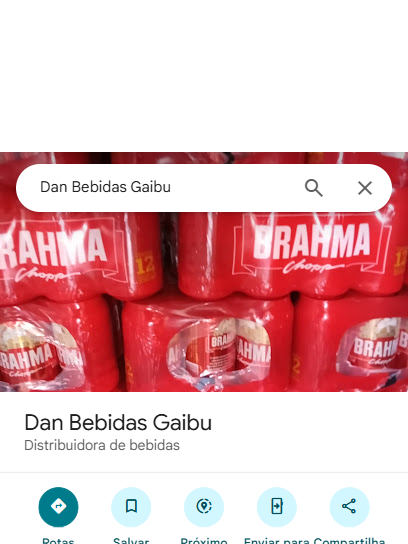 Dan Bebidas Gaibu
BRAHMA
Chopp
12
BRAHMA
Chopp
BRAHMA
BRAHMA
BRAHMA
Dan Bebidas Gaibu
Distribuidora de bebidas
Rotas
Salvar
Próximo
Enviar para
Compartilha